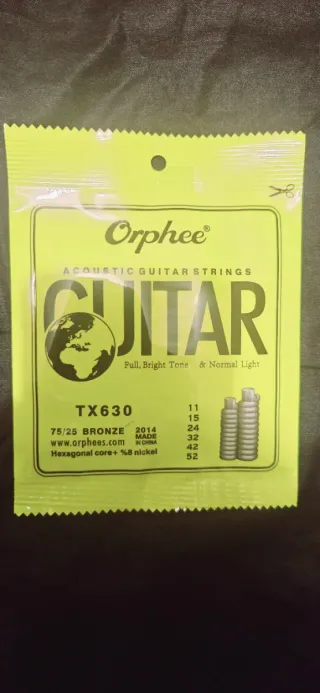 Orphee®
ACOUSTIC GUITAR STRINGS
GUITAR
Full, Bright Tone & Normal Light
TX630
75/25 BRONZE 2014
www.orphees.com MADE IN CHINA
Hexagonal core+ %8 nickel
11
15
24
32
42
52